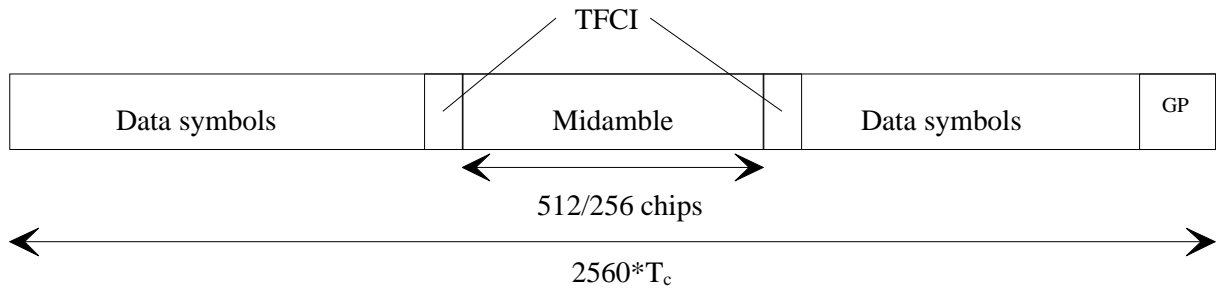 TFCI
Data symbols Midamble Data symbols GP
512/256 chips
2560*Tc